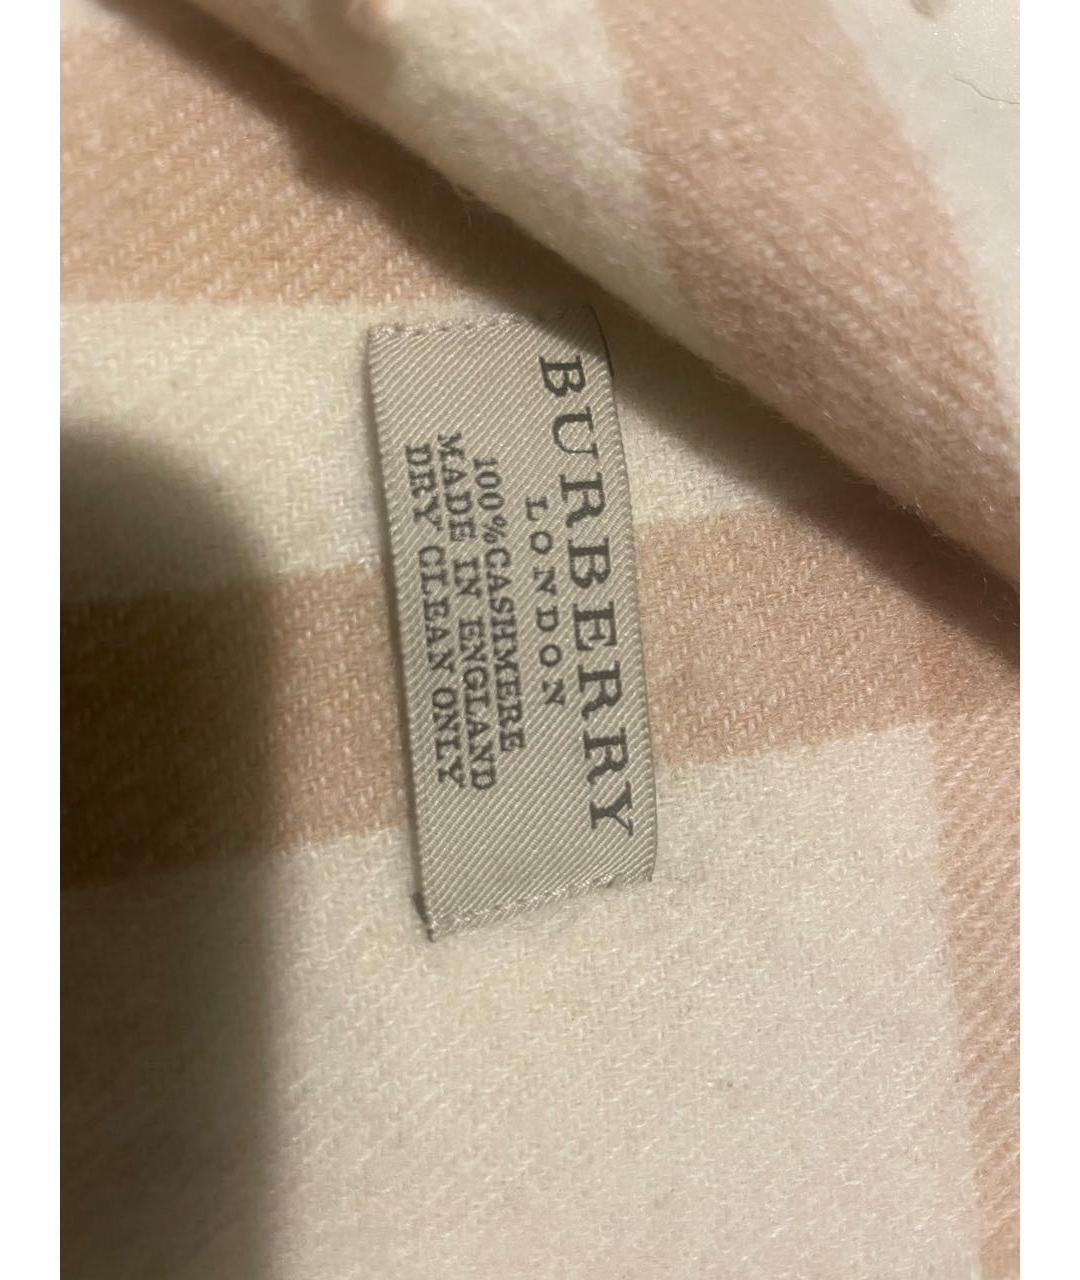 BURBERRY
LONDON
100% CASHMERE
MADE IN ENGLAND
DRY CLEAN ONLY